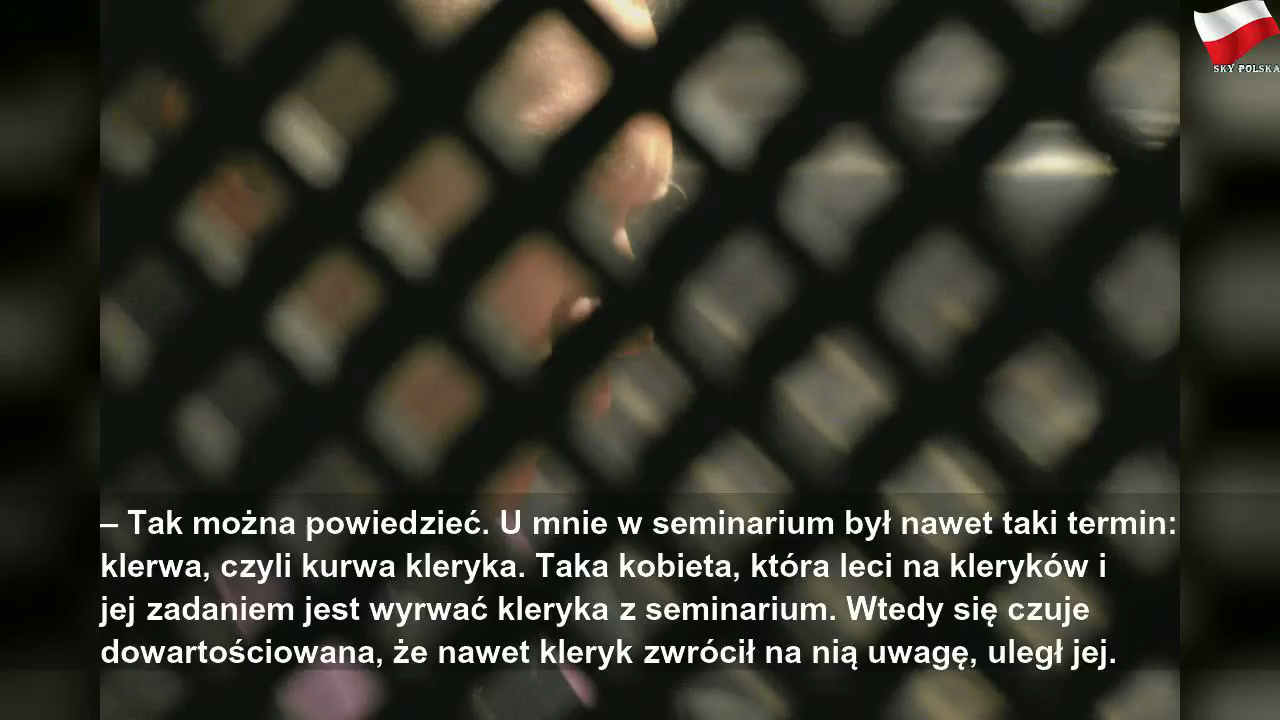 SKY POLSKA
– Tak można powiedzieć. U mnie w seminarium był nawet taki termin:
klerwa, czyli kurwa kleryka. Taka kobieta, która leci na kleryków i
jej zadaniem jest wyrwać kleryka z seminarium. Wtedy się czuje
dowartościowana, że nawet kleryk zwrócił na nią uwagę, uległ jej.